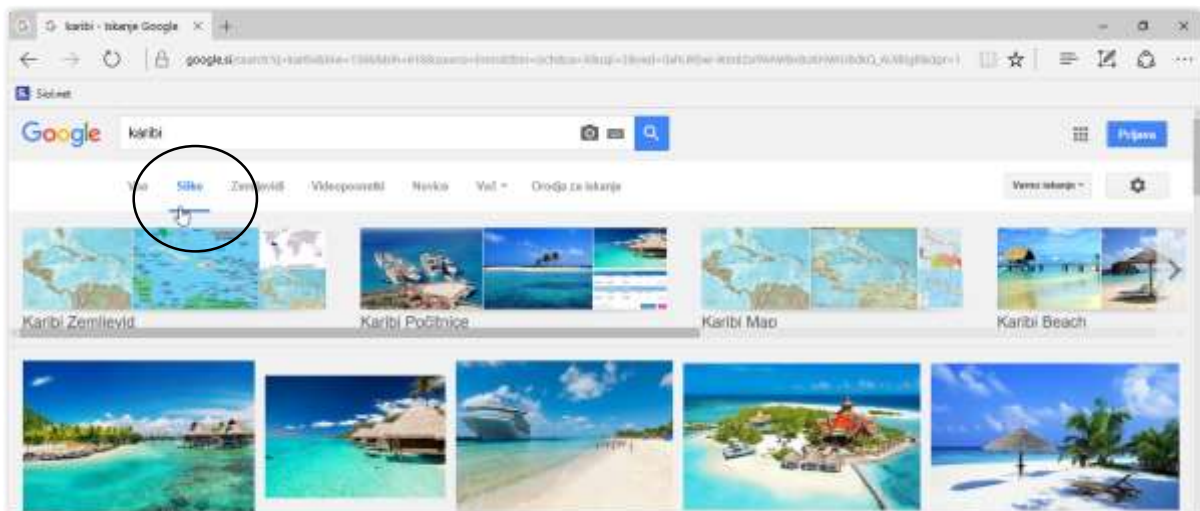 karibi - Iskanje Google
google.si
Siol.net
Google karibi Prijava
Vse Slike Zemljevidi Videoposnetki Novice Več Orodja za iskanje Varno iskanje
Karibi Zemljevid Karibi Počitnice Karibi Map Karibi Beach